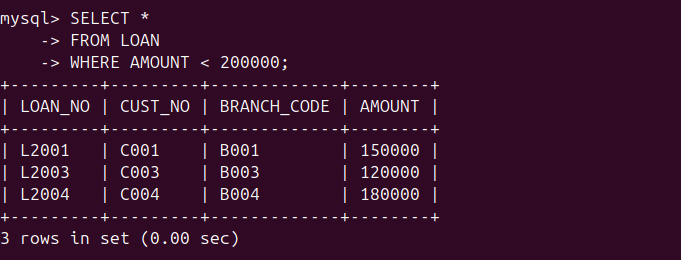 mysql> SELECT *
    -> FROM LOAN
    -> WHERE AMOUNT < 200000;
+---------+---------+-------------+--------+
| LOAN_NO | CUST_NO | BRANCH_CODE | AMOUNT |
+---------+---------+-------------+--------+
| L2001   | C001    | B001        | 150000 |
| L2003   | C003    | B003        | 120000 |
| L2004   | C004    | B004        | 180000 |
+---------+---------+-------------+--------+
3 rows in set (0.00 sec)